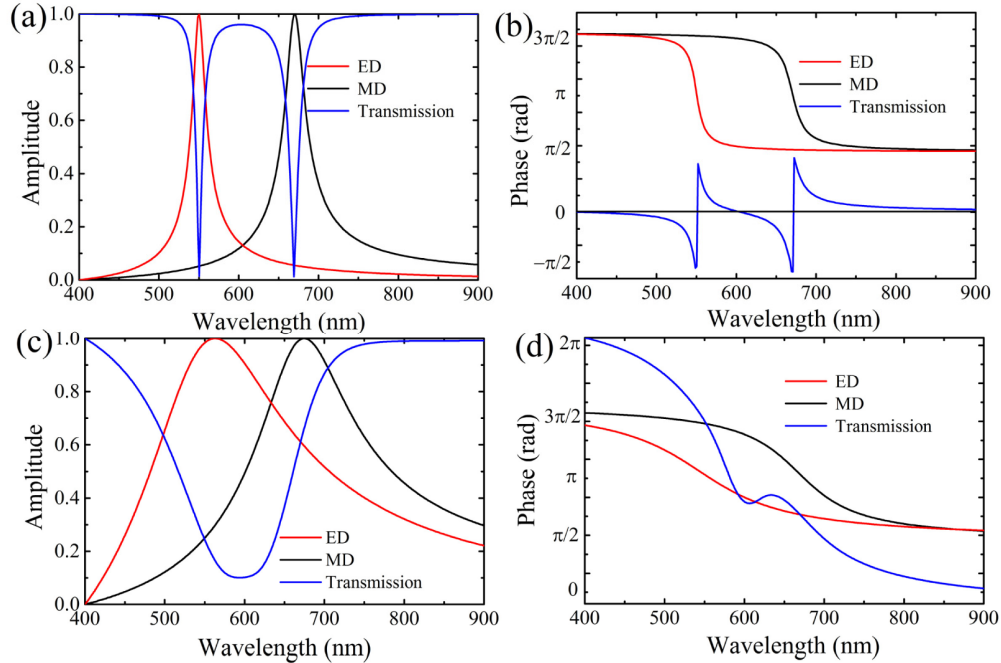 (a)
1.0
0.8
0.6
0.4
0.2
0.0
Amplitude
ED
MD
Transmission
400 500 600 700 800 900
Wavelength (nm)
(b)
3π/2
π
π/2
0
−π/2
Phase (rad)
ED
MD
Transmission
400 500 600 700 800 900
Wavelength (nm)
(c)
1.0
0.8
0.6
0.4
0.2
0.0
Amplitude
ED
MD
Transmission
400 500 600 700 800 900
Wavelength (nm)
(d)
2π
3π/2
π
π/2
0
Phase (rad)
ED
MD
Transmission
400 500 600 700 800 900
Wavelength (nm)